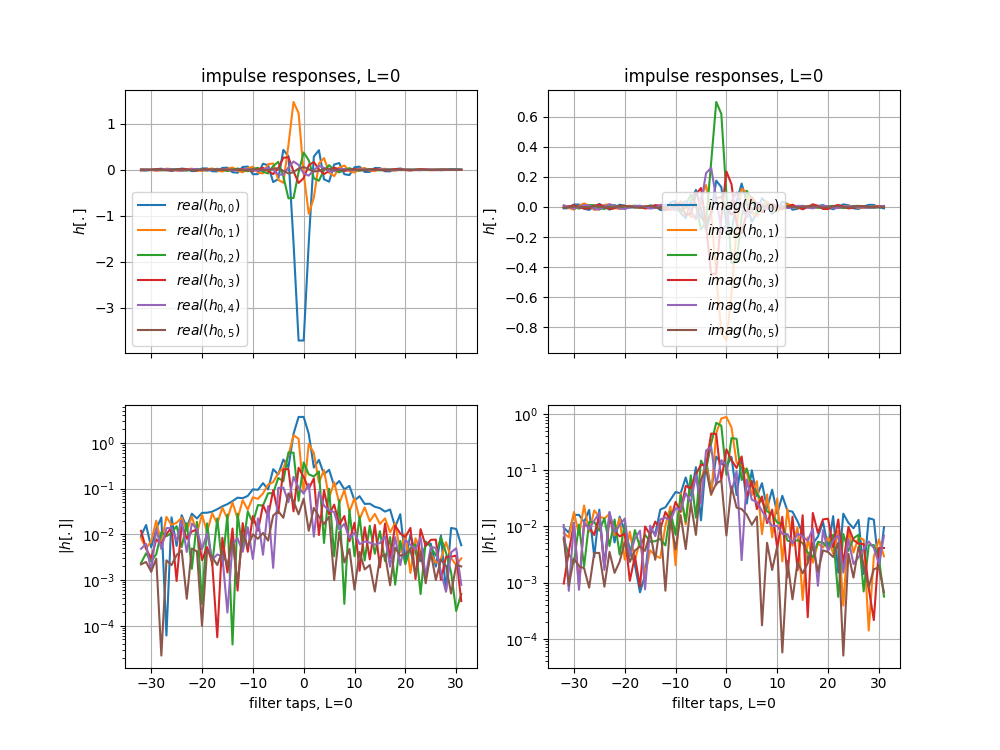 impulse responses, L=0
impulse responses, L=0
h[.]
1
0
−1
−2
−3
real(h0,0)
real(h0,1)
real(h0,2)
real(h0,3)
real(h0,4)
real(h0,5)
h[.]
0.6
0.4
0.2
0.0
−0.2
−0.4
−0.6
−0.8
imag(h0,0)
imag(h0,1)
imag(h0,2)
imag(h0,3)
imag(h0,4)
imag(h0,5)
|h[.]|
10⁰
10⁻¹
10⁻²
10⁻³
10⁻⁴
−30 −20 −10 0 10 20 30
filter taps, L=0
|h[.]|
10⁰
10⁻¹
10⁻²
10⁻³
10⁻⁴
−30 −20 −10 0 10 20 30
filter taps, L=0